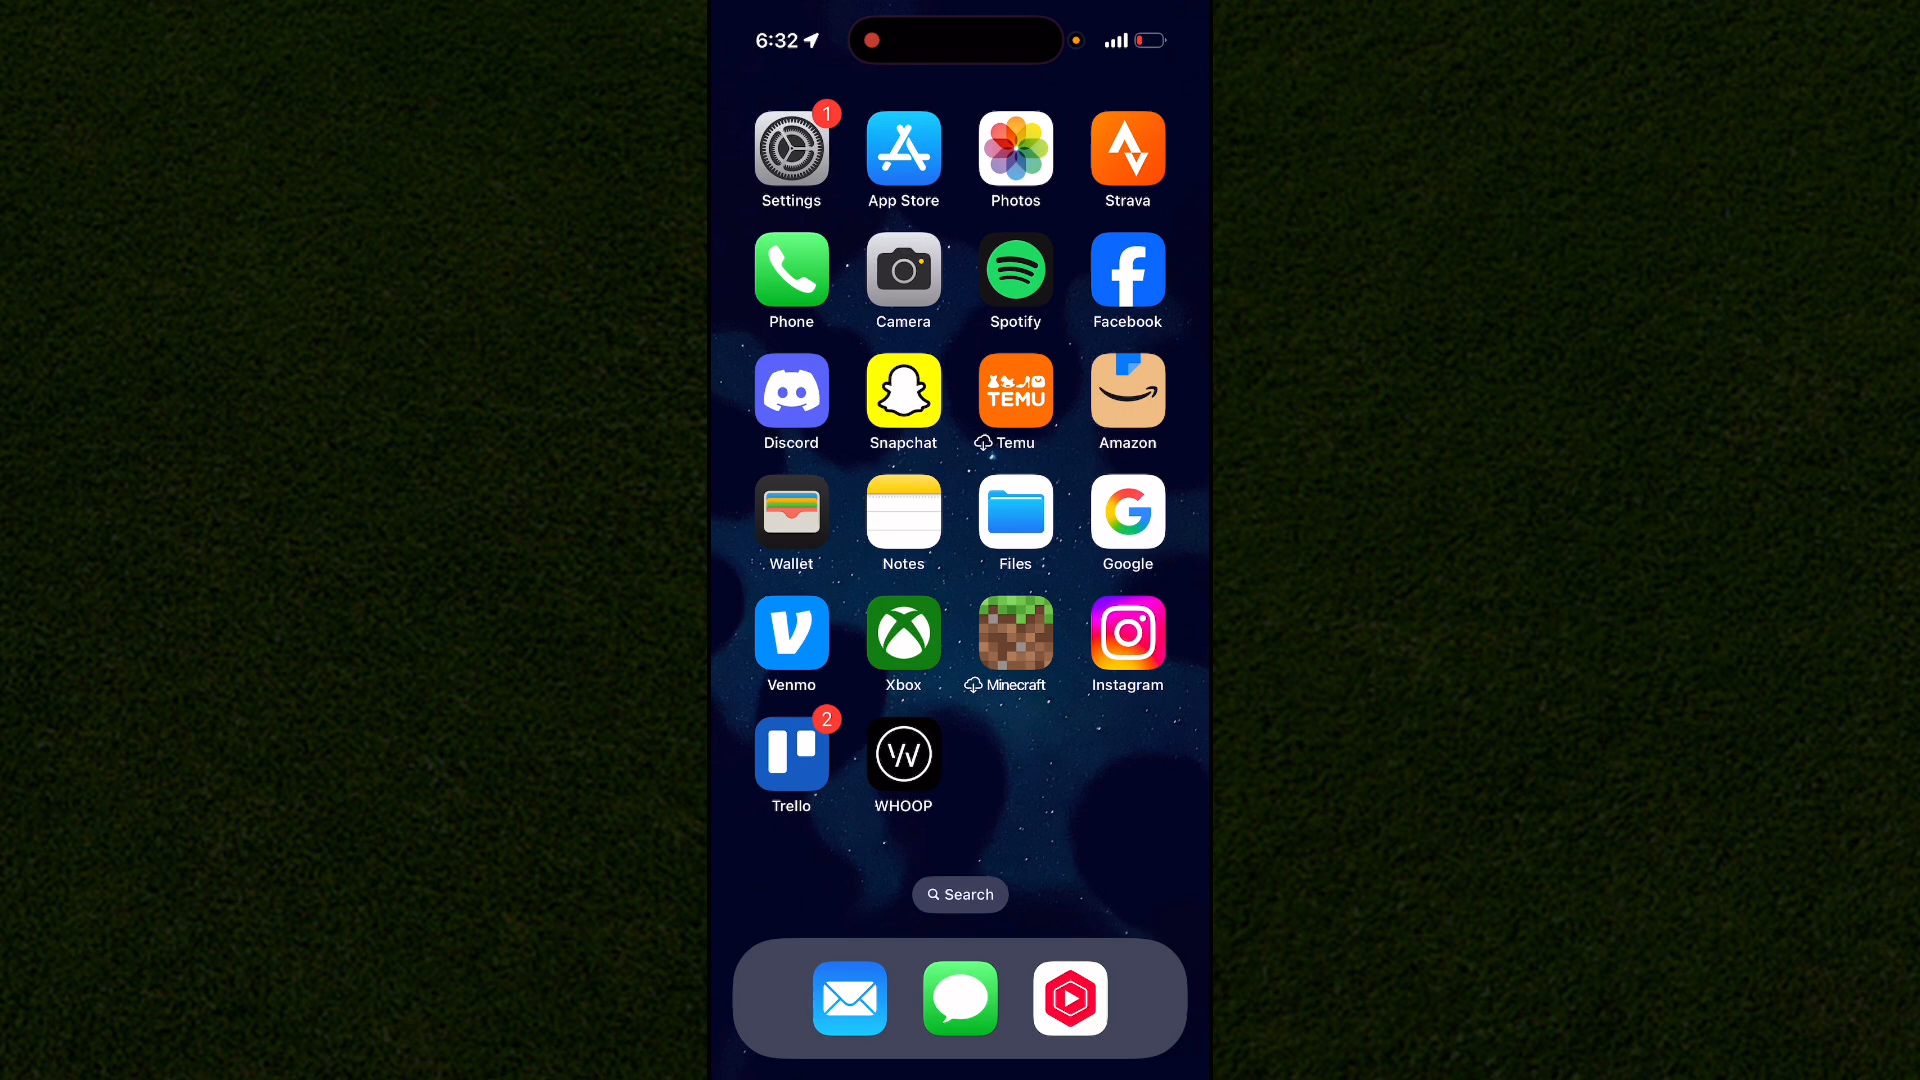 6:32
1
Settings App Store Photos Strava
Phone Camera Spotify Facebook
TEMU
Discord Snapchat Temu Amazon
Wallet Notes Files Google
Venmo Xbox Minecraft Instagram
2
Trello WHOOP
Search